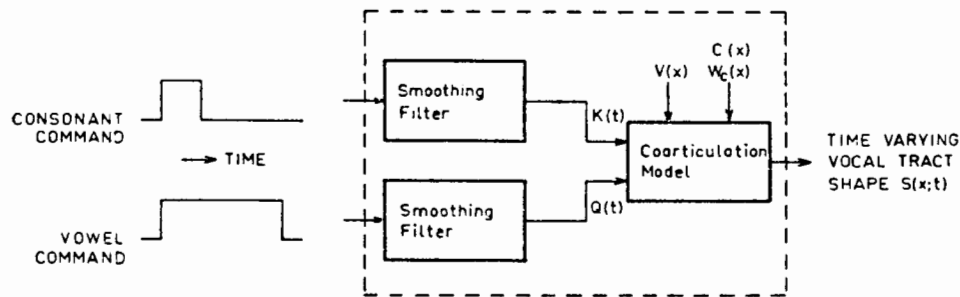 CONSONANT
COMMAND
TIME
VOWEL
COMMAND
Smoothing
Filter
Smoothing
Filter
K(t)
Q(t)
V(x)
C(x)
Wc(x)
Coarticulation
Model
TIME VARYING
VOCAL TRACT
SHAPE S(x;t)